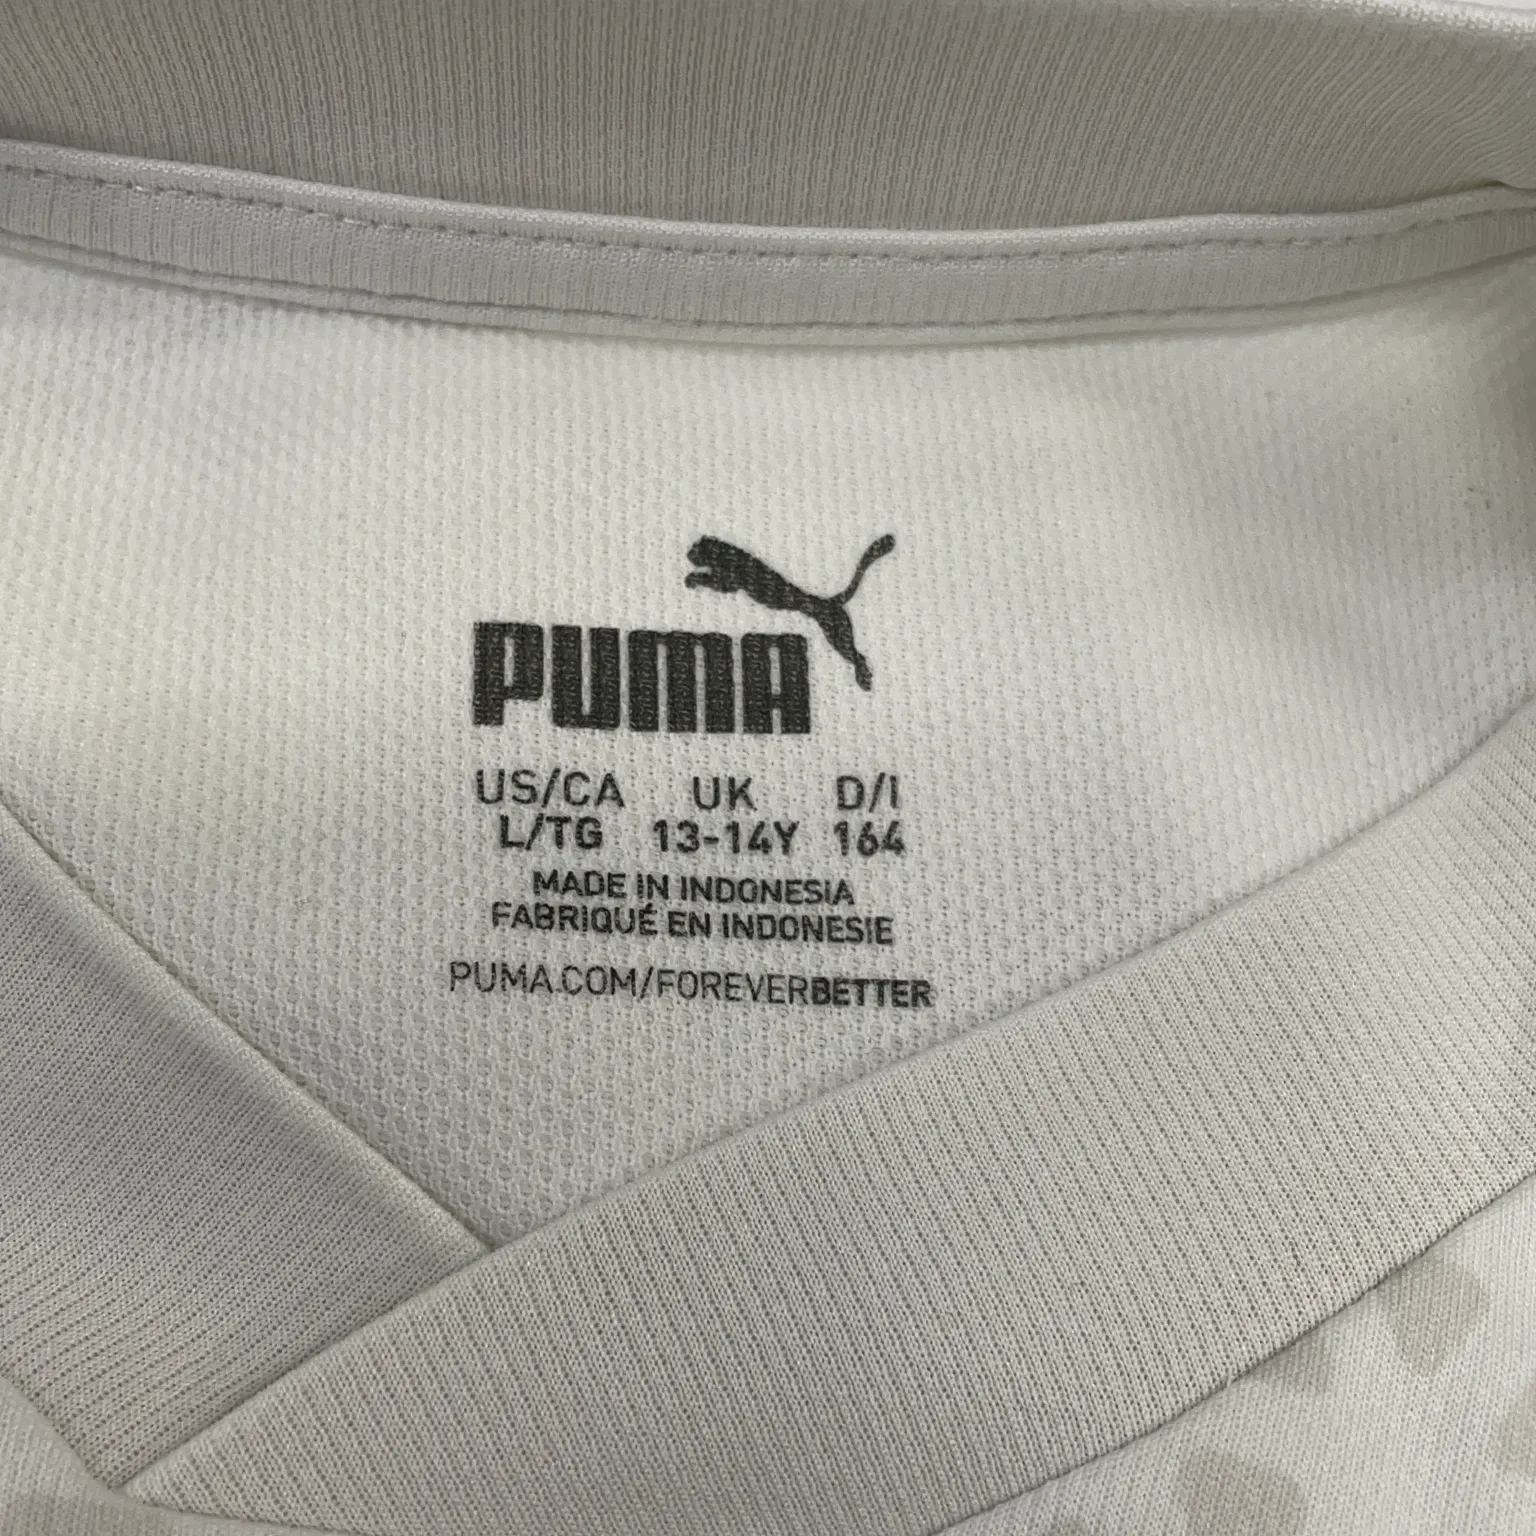 PUMA
US/CA UK D/I
L/TG 13-14Y 164
MADE IN INDONESIA
FABRIQUÉ EN INDONESIE
PUMA.COM/FOREVERBETTER